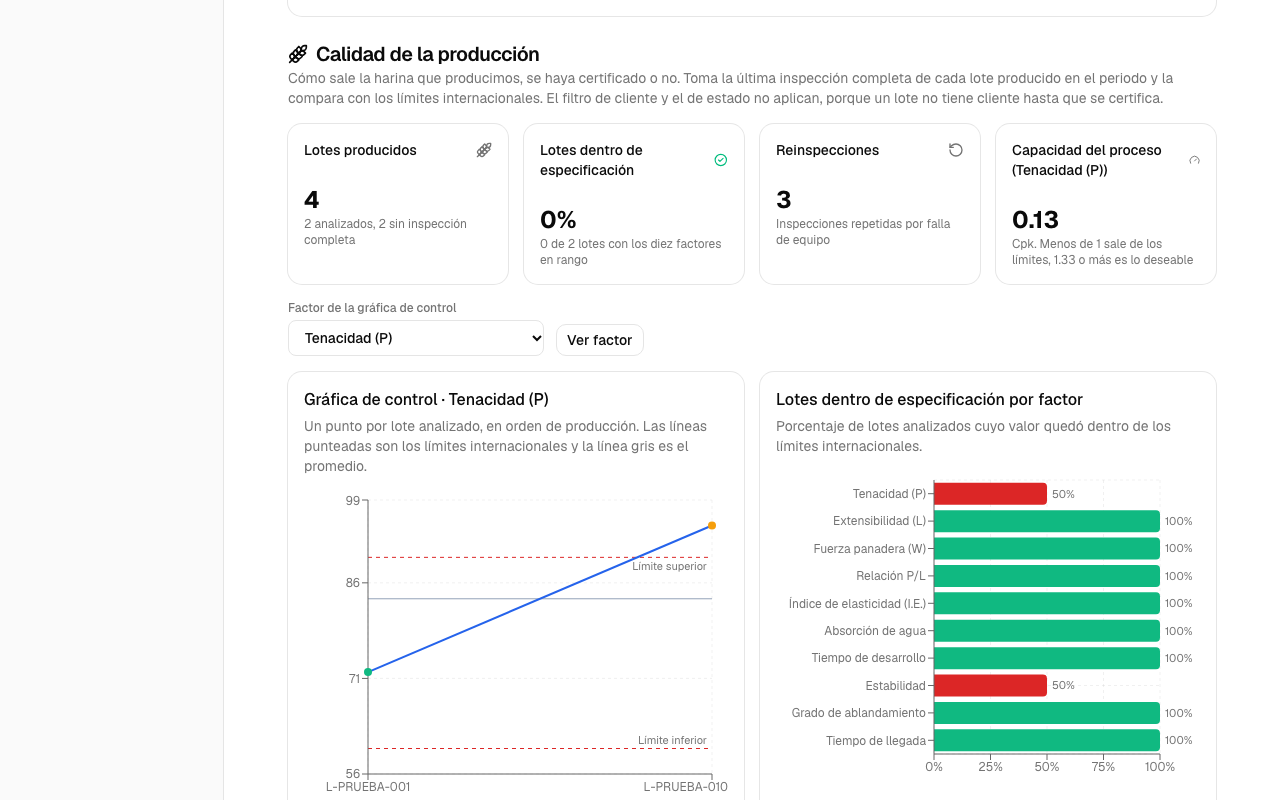 Calidad de la producción
Cómo sale la harina que producimos, se haya certificado o no. Toma la última inspección completa de cada lote producido en el periodo y la
compara con los límites internacionales. El filtro de cliente y el de estado no aplican, porque un lote no tiene cliente hasta que se certifica.
Lotes producidos
4
2 analizados, 2 sin inspección
completa
Lotes dentro de
especificación
0%
0 de 2 lotes con los diez factores
en rango
Reinspecciones
3
Inspecciones repetidas por falla
de equipo
Capacidad del proceso
(Tenacidad (P))
0.13
Cpk. Menos de 1 sale de los
límites, 1.33 o más es lo deseable
Factor de la gráfica de control
Tenacidad (P)
Ver factor
Gráfica de control · Tenacidad (P)
Un punto por lote analizado, en orden de producción. Las líneas
punteadas son los límites internacionales y la línea gris es el
promedio.
99
Límite superior
86
71
Límite inferior
56
L-PRUEBA-001
L-PRUEBA-010
Lotes dentro de especificación por factor
Porcentaje de lotes analizados cuyo valor quedó dentro de los
límites internacionales.
Tenacidad (P) 50%
Extensibilidad (L) 100%
Fuerza panadera (W) 100%
Relación P/L 100%
Índice de elasticidad (I.E.) 100%
Absorción de agua 100%
Tiempo de desarrollo 100%
Estabilidad 50%
Grado de ablandamiento 100%
Tiempo de llegada 100%
0% 25% 50% 75% 100%